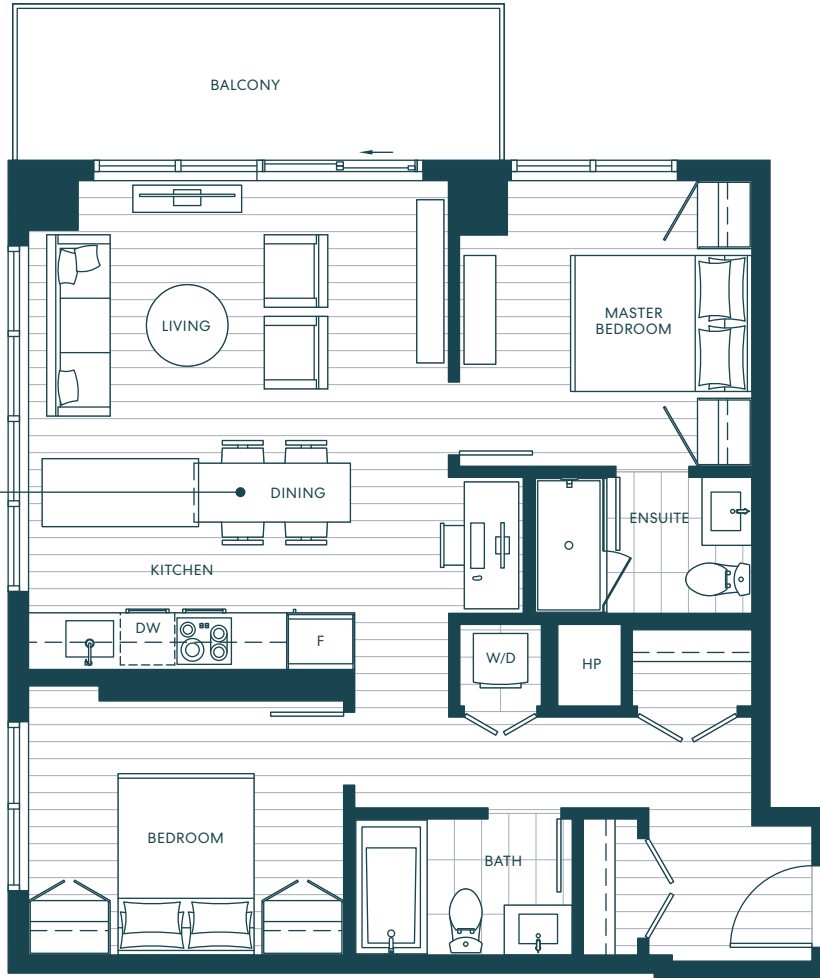 BALCONY
LIVING
MASTER
BEDROOM
DINING
ENSUITE
KITCHEN
DW
F
W/D
HP
BEDROOM
BATH